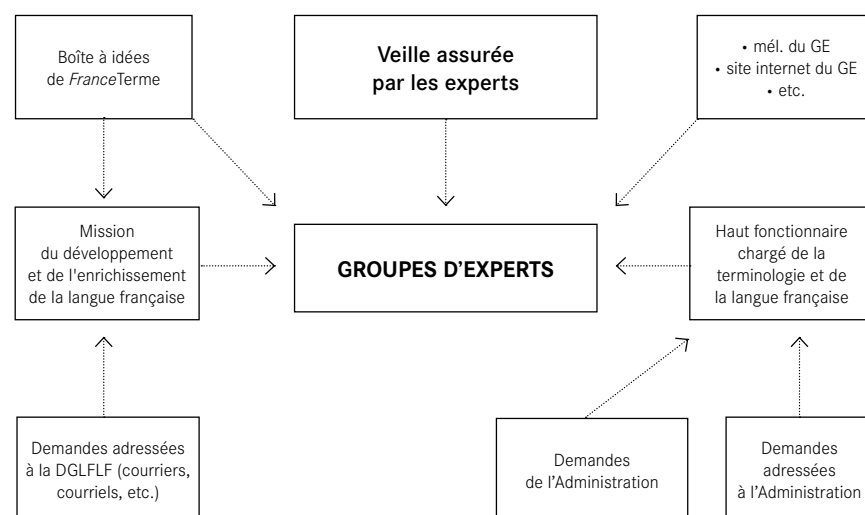 Boîte à idées
de FranceTerme
Veille assurée
par les experts
• mél. du GE
• site internet du GE
• etc.
Mission
du développement
et de l'enrichissement
de la langue française
GROUPES D’EXPERTS
Haut fonctionnaire
chargé de la
terminologie et de
la langue française
Demandes adressées
à la DGLFLF (courriers,
courriels, etc.)
Demandes
de l’Administration
Demandes
adressées
à l’Administration